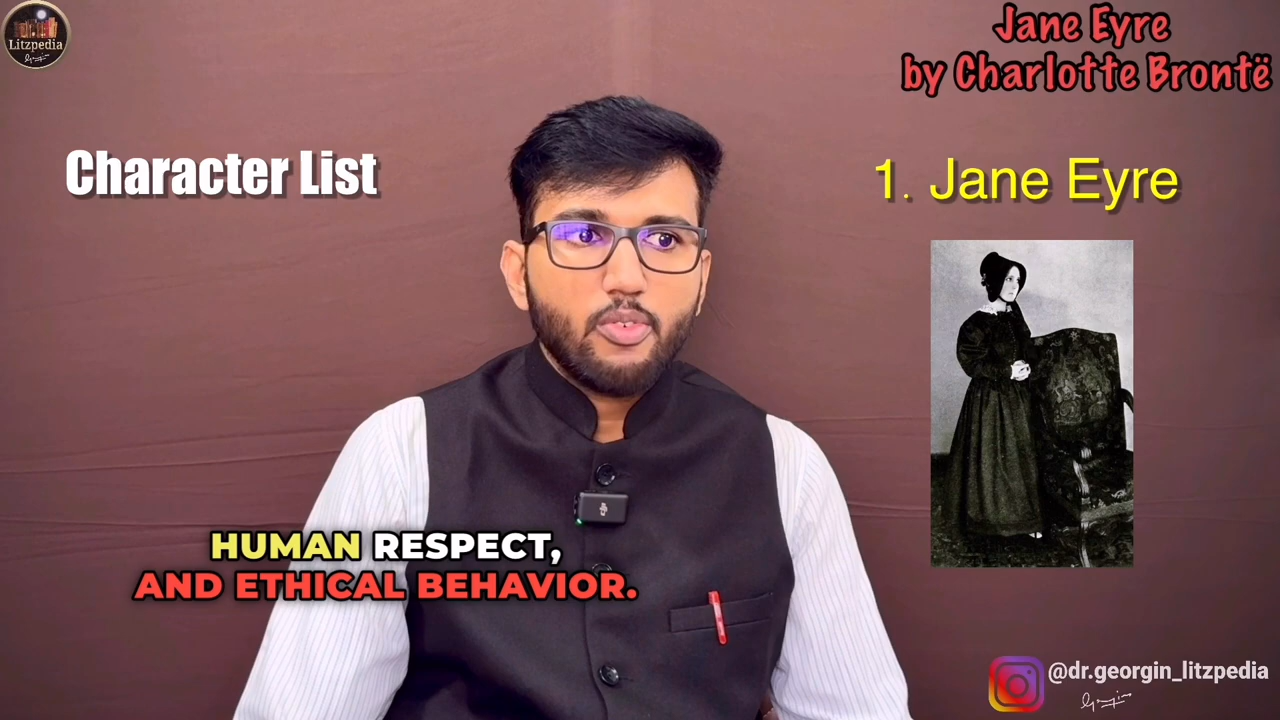 Litzpedia
Jane Eyre
by Charlotte Brontë
Character List
1. Jane Eyre
HUMAN RESPECT,
AND ETHICAL BEHAVIOR.
@dr.georgin_litzpedia